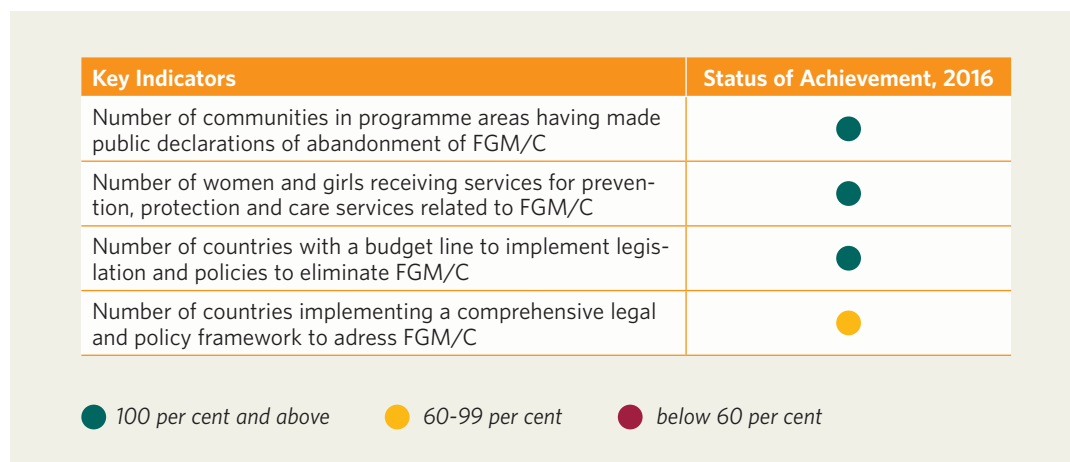 Key Indicators
Status of Achievement, 2016
Number of communities in programme areas having made
public declarations of abandonment of FGM/C
Number of women and girls receiving services for preven-
tion, protection and care services related to FGM/C
Number of countries with a budget line to implement legis-
lation and policies to eliminate FGM/C
Number of countries implementing a comprehensive legal
and policy framework to adress FGM/C
100 per cent and above
60-99 per cent
below 60 per cent